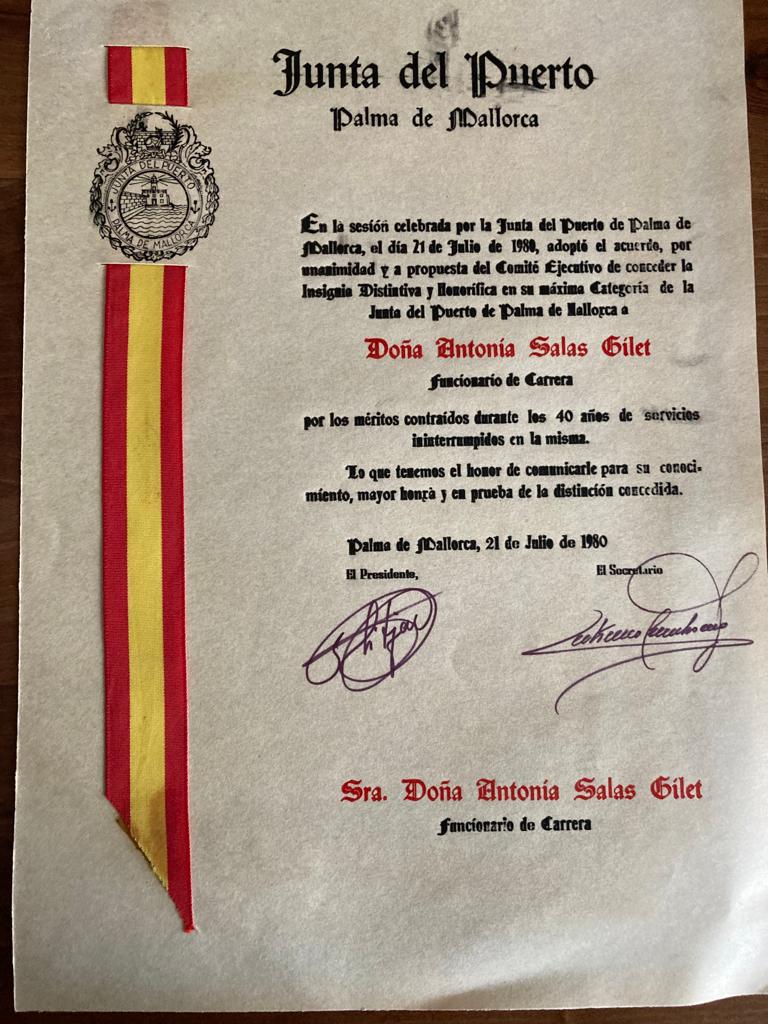 Junta del Puerto
Palma de Mallorca
JUNTA DEL PUERTO
PALMA DE MALLORCA
En la sesión celebrada por la Junta del Puerto de Palma de
Mallorca, el día 21 de Julio de 1980, adoptó el acuerdo, por
unanimidad y a propuesta del Comité Ejecutivo de conceder la
Insignia Distintiva y Honorífica en su máxima Categoría de la
Junta del Puerto de Palma de Mallorca a
Doña Antonia Salas Gilet
Funcionario de Carrera
por los méritos contraídos durante los 40 años de servicios
ininterrumpidos en la misma.
Lo que tenemos el honor de comunicarle para su conoci-
miento, mayor honra y en prueba de la distinción concedida.
Palma de Mallorca, 21 de Julio de 1980
El Presidente,
El Secretario
Sra. Doña Antonia Salas Gilet
Funcionario de Carrera